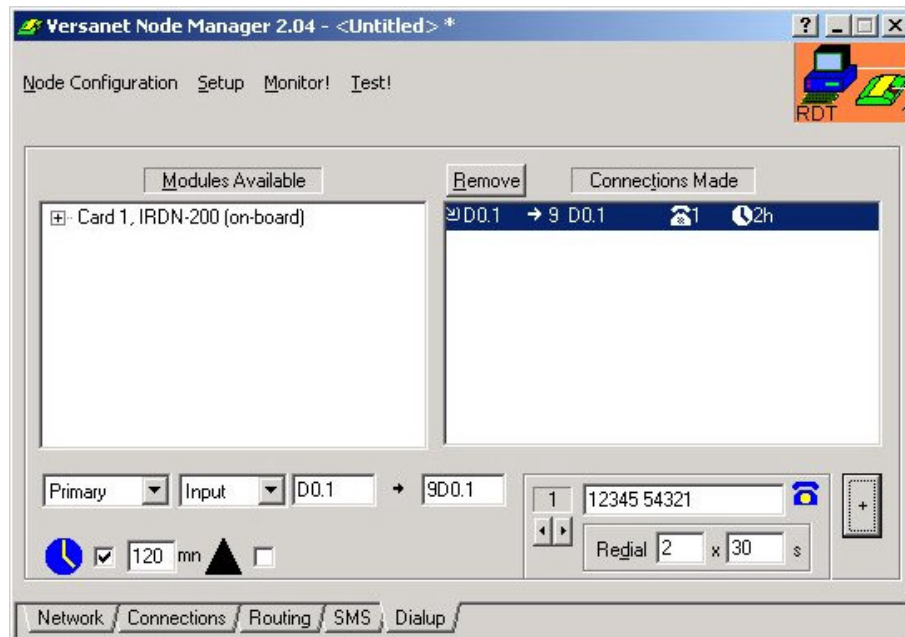 Versanet Node Manager 2.04 - <Untitled> *
Node Configuration Setup Monitor! Test!
RDT
Modules Available
Remove
Connections Made
Card 1, IRDN-200 (on-board)
D0.1 → 9 D0.1 1 2h
Primary Input D0.1 → 9D0.1
1 12345 54321
+
120 mn
Redial 2 x 30 s
Network Connections Routing SMS Dialup